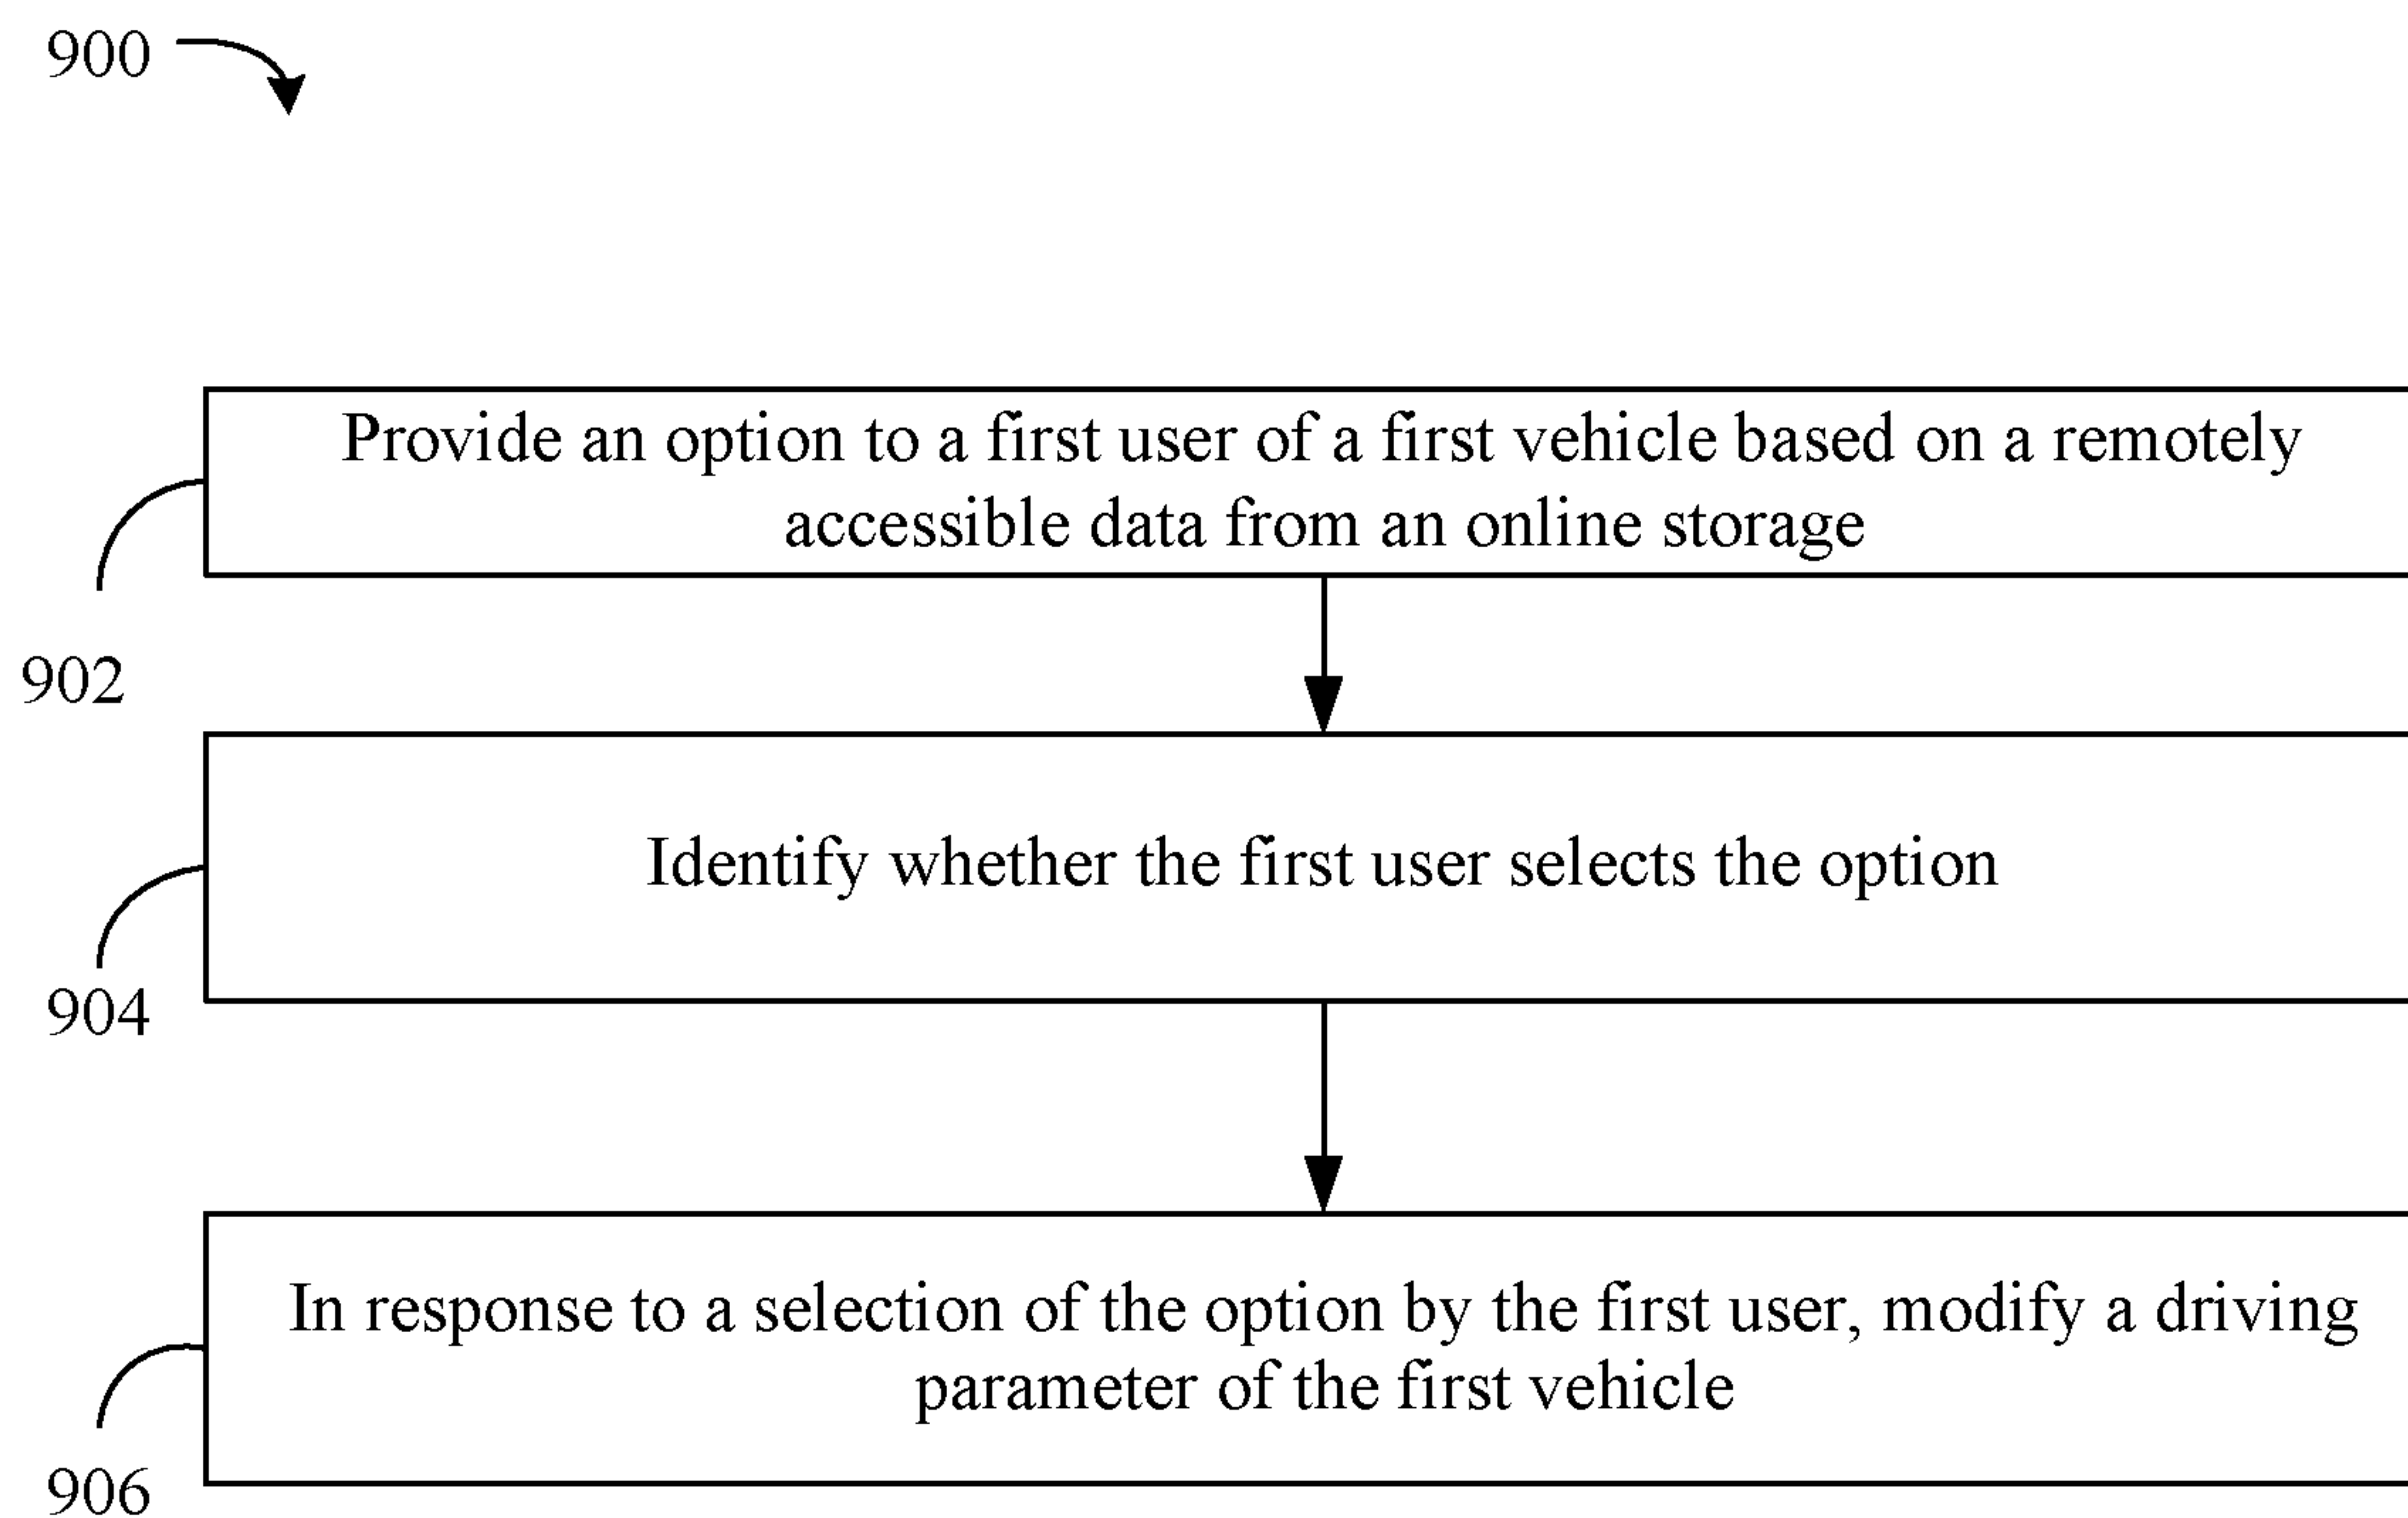 900
Provide an option to a first user of a first vehicle based on a remotely
accessible data from an online storage
902
Identify whether the first user selects the option
904
In response to a selection of the option by the first user, modify a driving
parameter of the first vehicle
906